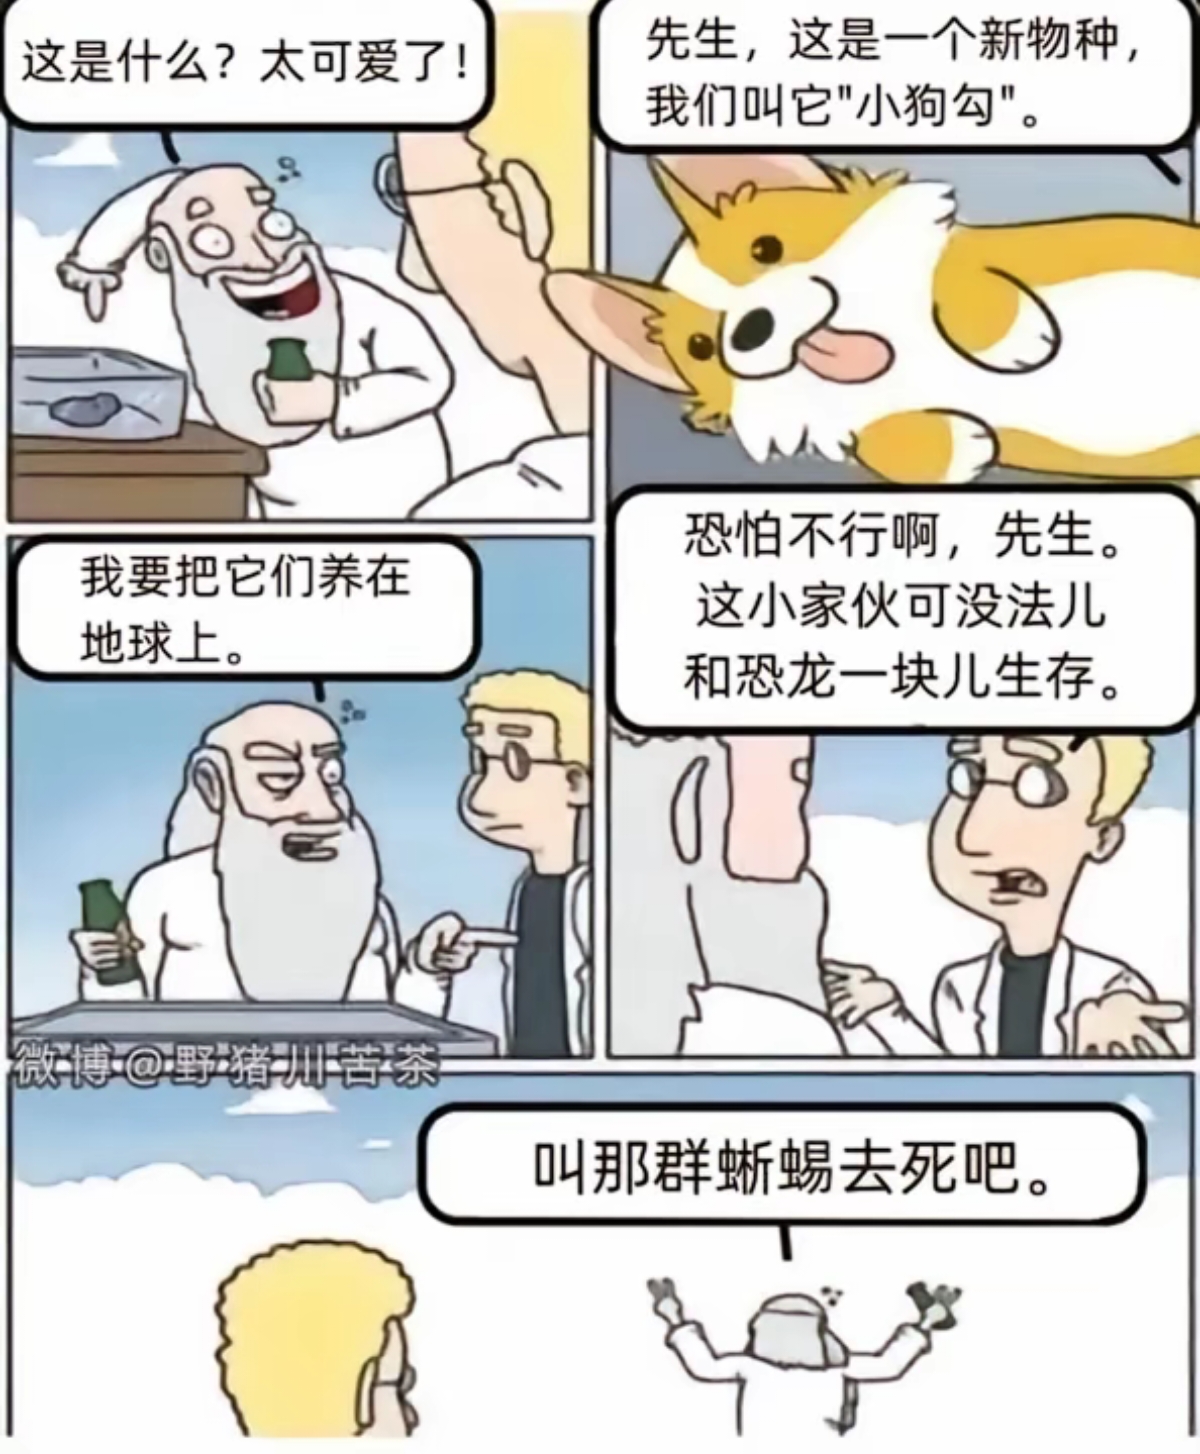 这是什么？太可爱了！
先生，这是一个新物种，
我们叫它"小狗勾"。
我要把它们养在
地球上。
恐怕不行啊，先生。
这小家伙可没法儿
和恐龙一块儿生存。
微博@野猪川苦茶
叫那群蜥蜴去死吧。